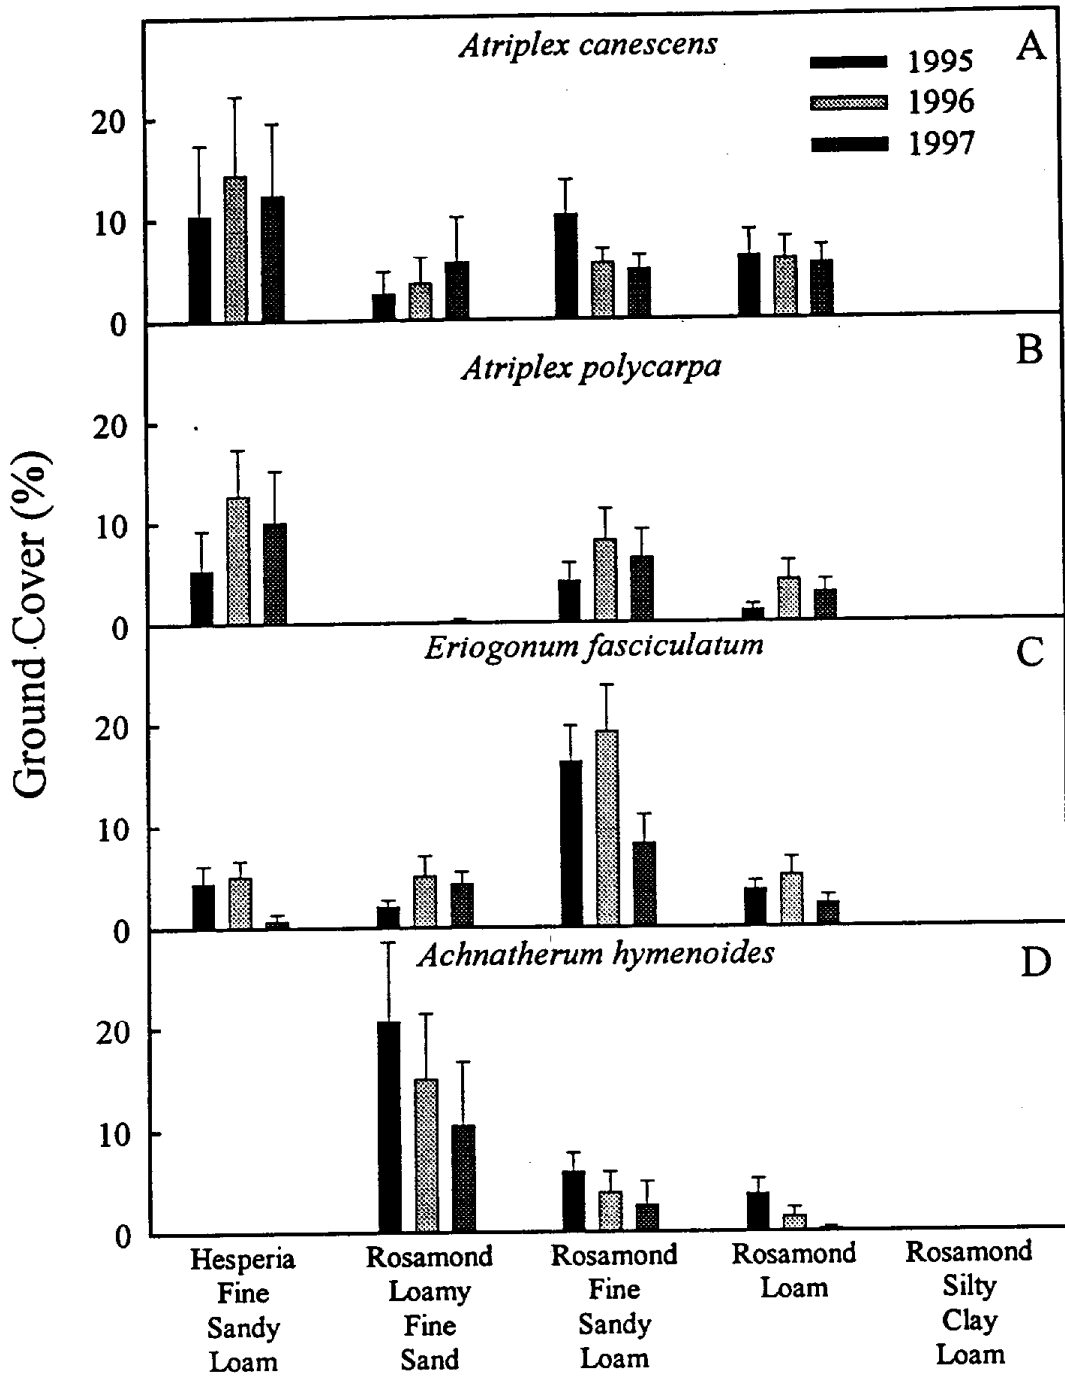 Atriplex canescens
A
1995
1996
1997
20
10
0
Atriplex polycarpa
B
20
10
0
Eriogonum fasciculatum
C
20
10
0
Achnatherum hymenoides
D
20
10
0
Ground Cover (%)
Hesperia
Fine
Sandy
Loam
Rosamond
Loamy
Fine
Sand
Rosamond
Fine
Sandy
Loam
Rosamond
Loam
Rosamond
Silty
Clay
Loam